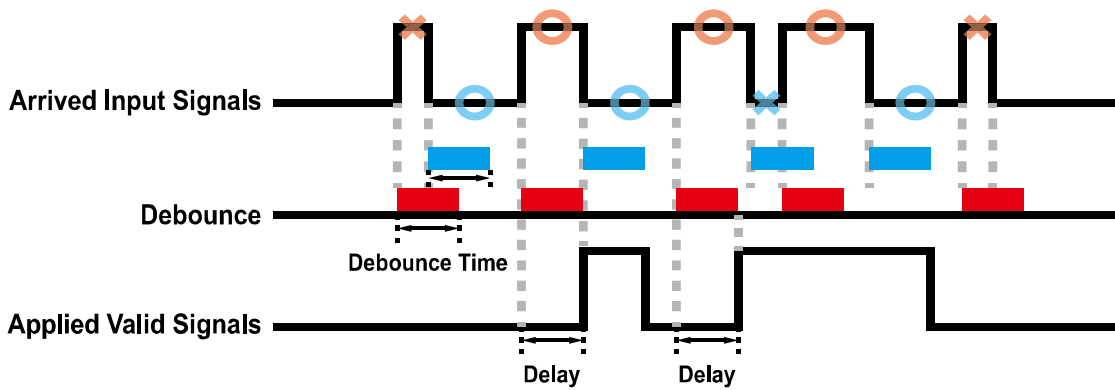 Arrived Input Signals
Debounce
Debounce Time
Applied Valid Signals
Delay
Delay